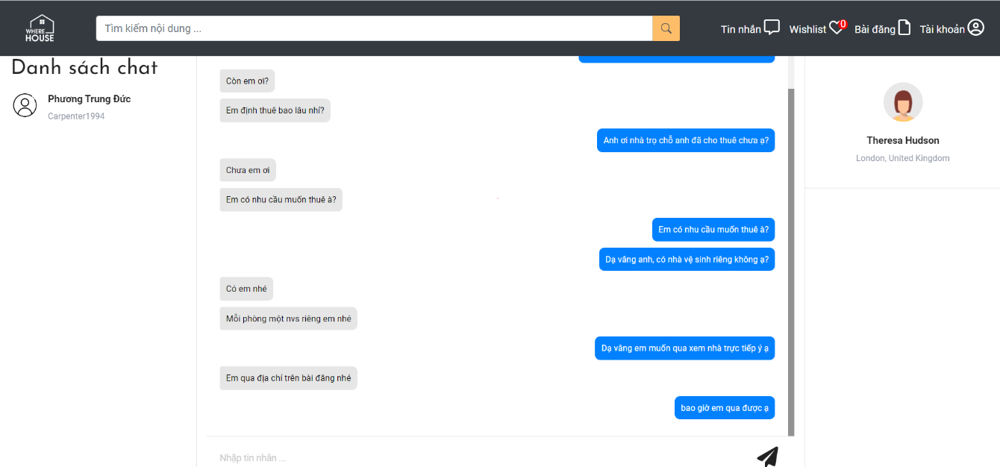 WHERE
HOUSE
Tìm kiếm nội dung ...
Tin nhắn
Wishlist
0
Bài đăng
Tài khoản
Danh sách chat
Phương Trung Đức
Carpenter1994
Còn em ơi?
Em định thuê bao lâu nhỉ?
Anh ơi nhà trọ chỗ anh đã cho thuê chưa ạ?
Chưa em ơi
Em có nhu cầu muốn thuê à?
Em có nhu cầu muốn thuê à?
Dạ vâng anh, có nhà vệ sinh riêng không ạ?
Có em nhé
Mỗi phòng một nvs riêng em nhé
Dạ vâng em muốn qua xem nhà trực tiếp ý ạ
Em qua địa chỉ trên bài đăng nhé
bao giờ em qua được ạ
Nhập tin nhắn ...
Theresa Hudson
London, United Kingdom